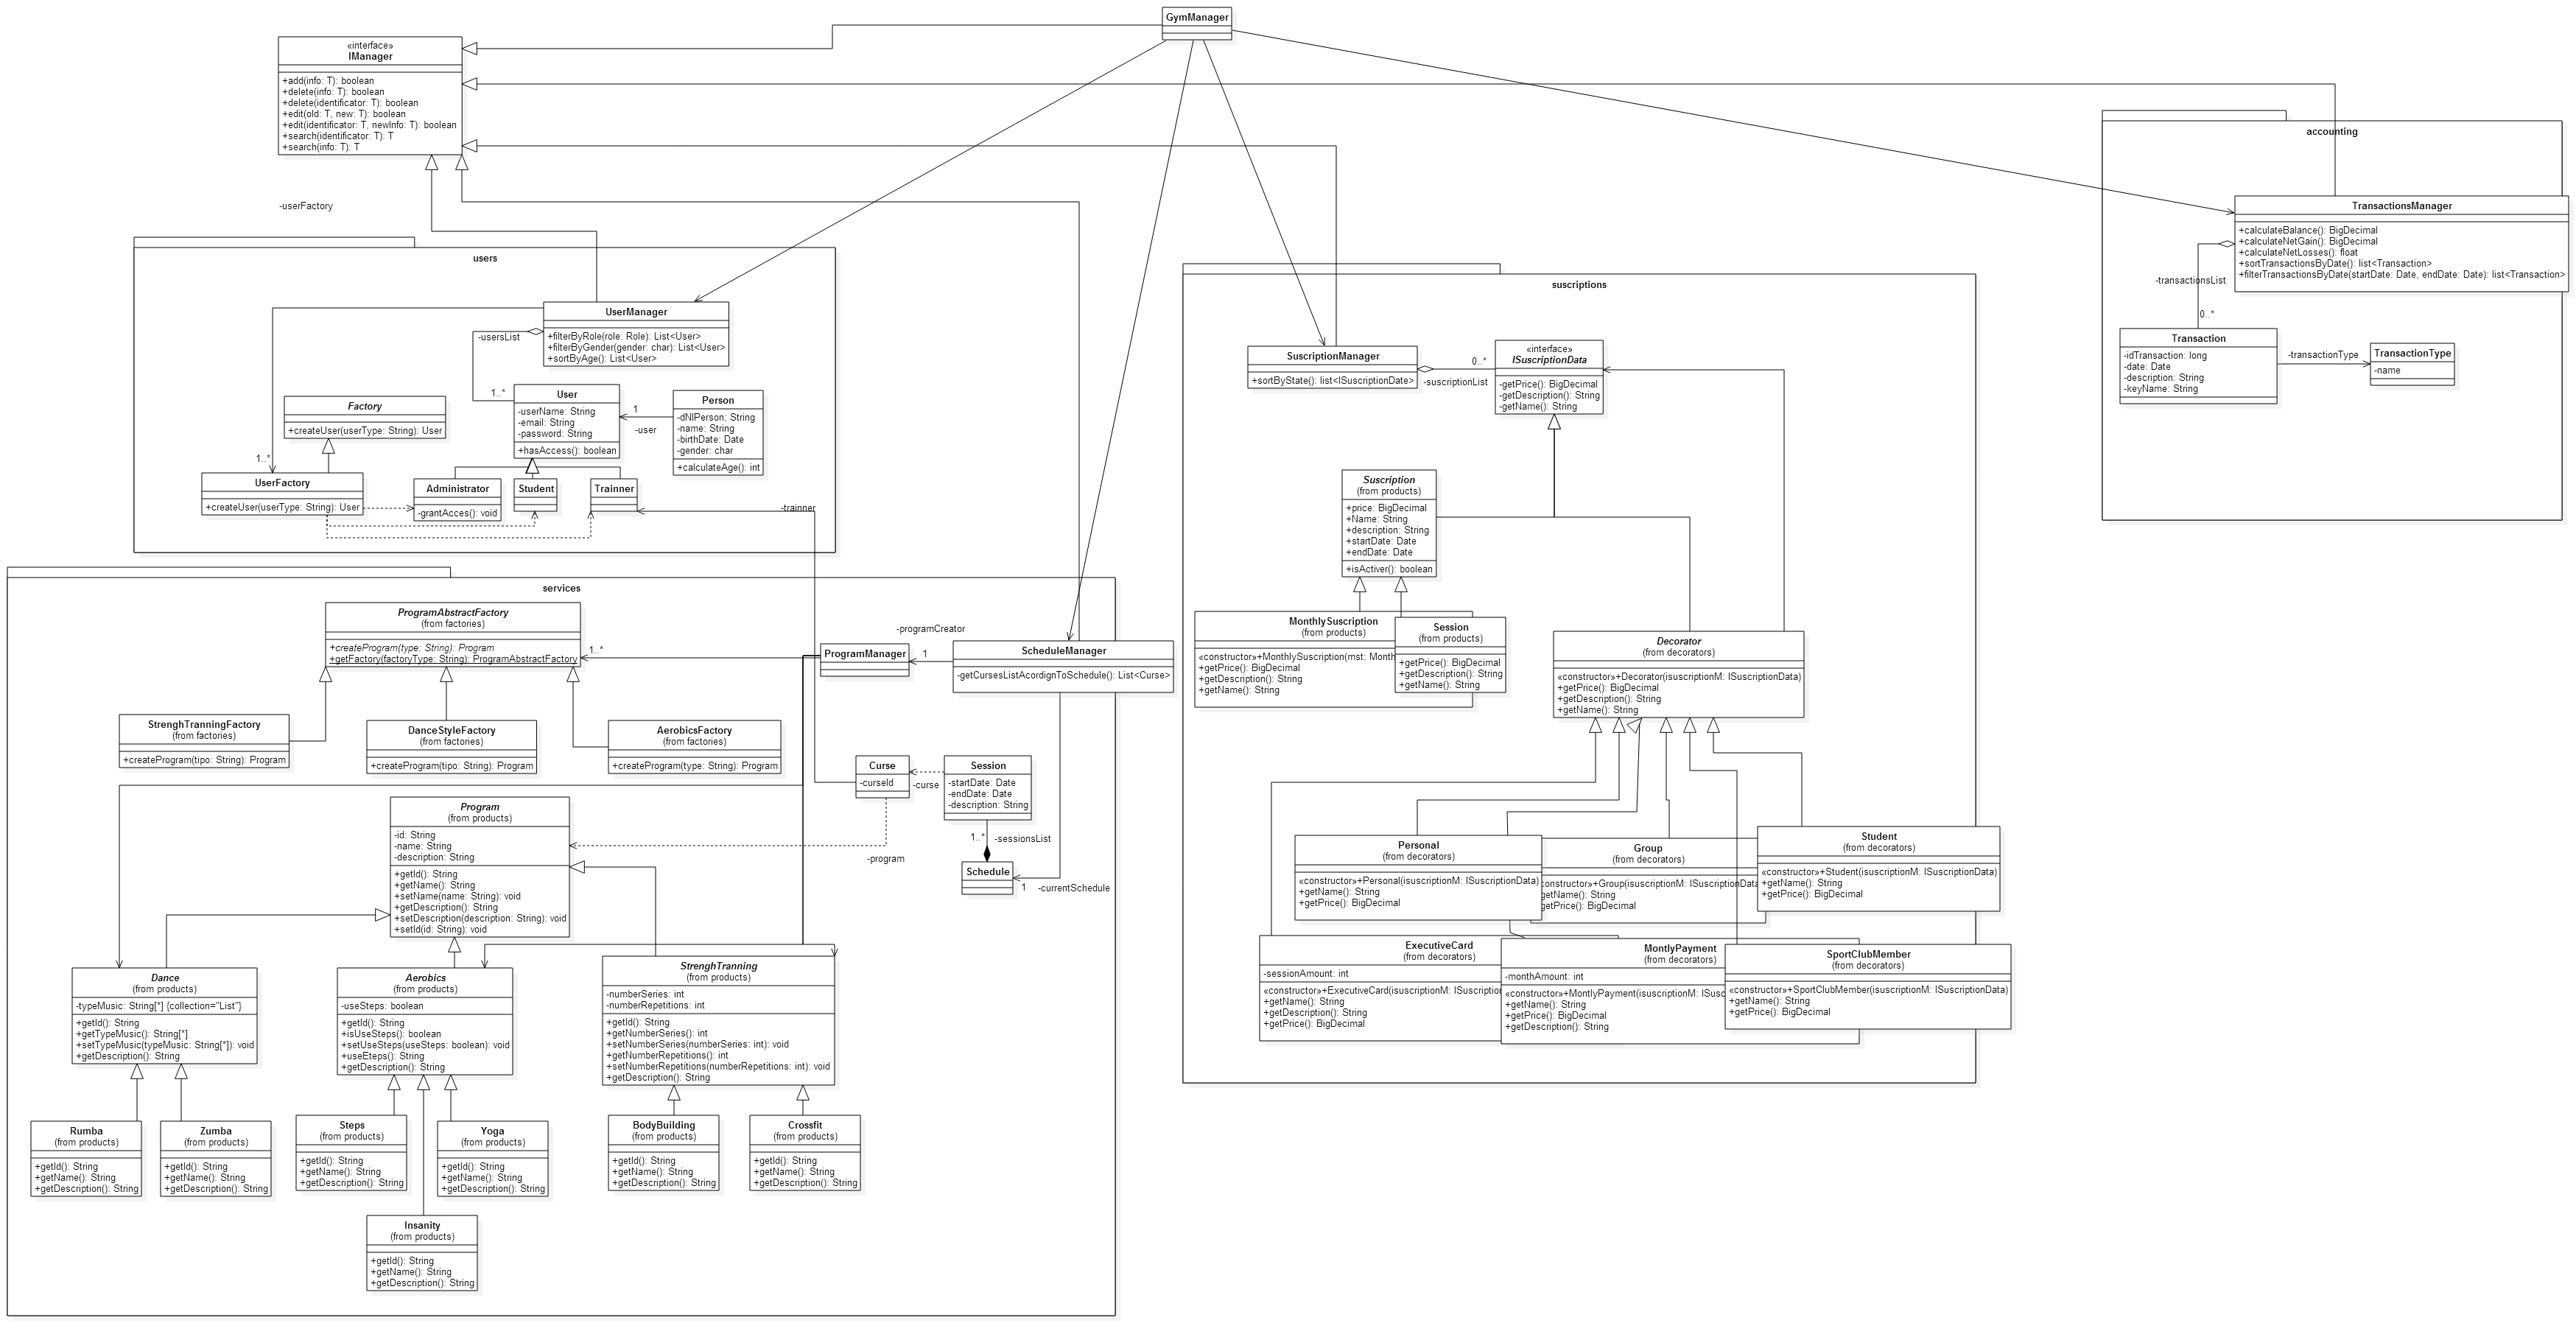 GymManager
«interface»
IManager
+add(info: T): boolean
+delete(info: T): boolean
+delete(identificator: T): boolean
+edit(old: T, new: T): boolean
+edit(identificator: T, newInfo: T): boolean
+search(identificator: T): T
+search(info: T): T
-userFactory
users
UserManager
+filterByRole(role: Role): List<User>
+filterByGender(gender: char): List<User>
+sortByAge(): List<User>
-usersList
1..*
User
-userName: String
-email: String
-password: String
+hasAccess(): boolean
1
-user
Person
-dNIPerson; String
-name: String
-birthDate: Date
-gender: char
+calculateAge(): int
Factory
+createUser(userType: String): User
1..*
UserFactory
+createUser(userType: String): User
Administrator
-grantAcces(): void
Student
Trainner
-trainner
accounting
TransactionsManager
+calculateBalance(): BigDecimal
+calculateNetGain(): BigDecimal
+calculateNetLosses(): float
+sortTransactionsByDate(): list<Transaction>
+filterTransactionsByDate(startDate: Date, endDate: Date): list<Transaction>
-transactionsList
0..*
Transaction
-idTransaction: long
-date: Date
-description: String
-keyName: String
-transactionType
TransactionType
-name
suscriptions
SuscriptionManager
+sortByState(): list<ISuscriptionDate>
0..*
-suscriptionList
«interface»
ISuscriptionData
-getPrice(): BigDecimal
-getDescription(): String
-getName(): String
Suscription
(from products)
+price: BigDecimal
+Name: String
+description: String
+startDate: Date
+endDate: Date
+isActiver(): boolean
MonthlySuscription
(from products)
«constructor»+MonthlySuscription(mst: Month
+getPrice(): BigDecimal
+getDescription(): String
+getName(): String
Session
(from products)
+getPrice(): BigDecimal
+getDescription(): String
+getName(): String
Decorator
(from decorators)
«constructor»+Decorator(isuscriptionM: ISuscriptionData)
+getPrice(): BigDecimal
+getDescription(): String
+getName(): String
Personal
(from decorators)
«constructor»+Personal(isuscriptionM: ISuscriptionData)
+getName(): String
+getPrice(): BigDecimal
Group
(from decorators)
constructor»+Group(isuscriptionM: ISuscriptionData
getName(): String
getPrice(): BigDecimal
Student
(from decorators)
«constructor»+Student(isuscriptionM: ISuscriptionData)
+getName(): String
+getPrice(): BigDecimal
ExecutiveCard
(from decorators)
-sessionAmount: int
«constructor»+ExecutiveCard(isuscriptionM: ISuscription
+getName(): String
+getDescription(): String
+getPrice(): BigDecimal
MontlyPayment
(from decorators)
-monthAmount: int
«constructor»+MontlyPayment(isuscriptionM: ISusc
+getName(): String
+getPrice(): BigDecimal
+getDescription(): String
SportClubMember
(from decorators)
«constructor»+SportClubMember(isuscriptionM: ISuscriptionData)
+getName(): String
+getPrice(): BigDecimal
services
ProgramAbstractFactory
(from factories)
+createProgram(type: String): Program
+getFactory(factoryType: String): ProgramAbstractFactory
1..*
ProgramManager
-programCreator
1
ScheduleManager
-getCursesListAcordignToSchedule(): List<Curse>
StrenghTranningFactory
(from factories)
+createProgram(tipo: String): Program
DanceStyleFactory
(from factories)
+createProgram(tipo: String): Program
AerobicsFactory
(from factories)
+createProgram(type: String): Program
Curse
-curseId
-curse
Session
-startDate: Date
-endDate: Date
-description: String
1..*
-sessionsList
Schedule
1
-currentSchedule
-program
Program
(from products)
-id: String
-name: String
-description: String
+getId(): String
+getName(): String
+setName(name: String): void
+getDescription(): String
+setDescription(description: String): void
+setId(id: String): void
Dance
(from products)
-typeMusic: String[*] {collection="List"}
+getId(): String
+getTypeMusic(): String[*]
+setTypeMusic(typeMusic: String[*]): void
+getDescription(): String
Aerobics
(from products)
-useSteps: boolean
+getId(): String
+isUseSteps(): boolean
+setUseSteps(useSteps: boolean): void
+useEteps(): String
+getDescription(): String
StrenghTranning
(from products)
-numberSeries: int
-numberRepetitions: int
+getId(): String
+getNumberSeries(): int
+setNumberSeries(numberSeries: int): void
+getNumberRepetitions(): int
+setNumberRepetitions(numberRepetitions: int): void
+getDescription(): String
Rumba
(from products)
+getId(): String
+getName(): String
+getDescription(): String
Zumba
(from products)
+getId(): String
+getName(): String
+getDescription(): String
Steps
(from products)
+getId(): String
+getName(): String
+getDescription(): String
Yoga
(from products)
+getId(): String
+getName(): String
+getDescription(): String
BodyBuilding
(from products)
+getId(): String
+getName(): String
+getDescription(): String
Crossfit
(from products)
+getId(): String
+getName(): String
+getDescription(): String
Insanity
(from products)
+getId(): String
+getName(): String
+getDescription(): String